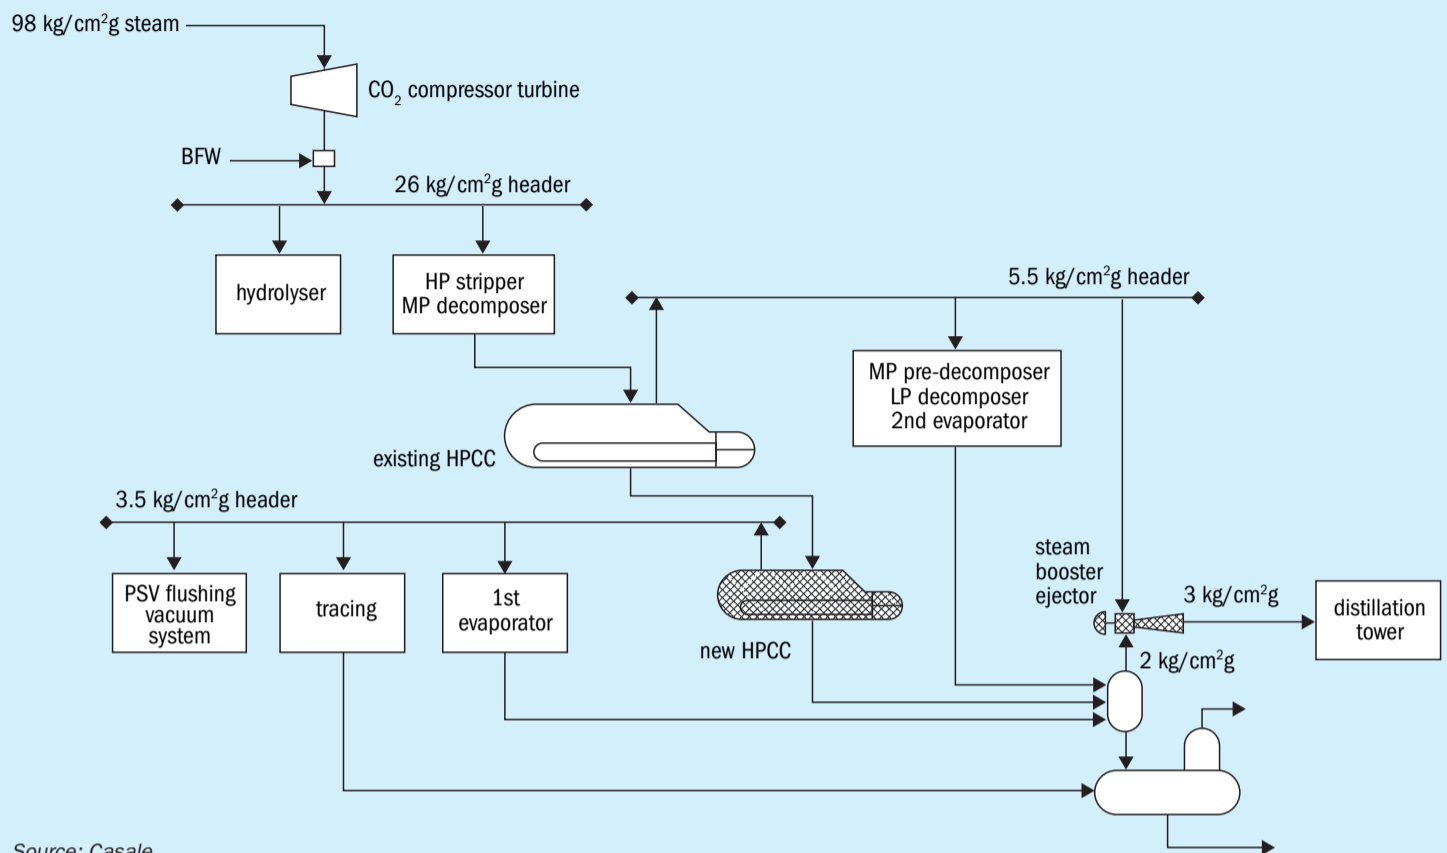 98 kg/cm²g steam
CO₂ compressor turbine
BFW
26 kg/cm²g header
hydrolyser
HP stripper
MP decomposer
5.5 kg/cm²g header
MP pre-decomposer
LP decomposer
2nd evaporator
existing HPCC
3.5 kg/cm²g header
PSV flushing
vacuum
system
tracing
1st
evaporator
new HPCC
steam
booster
ejector
3 kg/cm²g
distillation
tower
2 kg/cm²g
Source: Casale